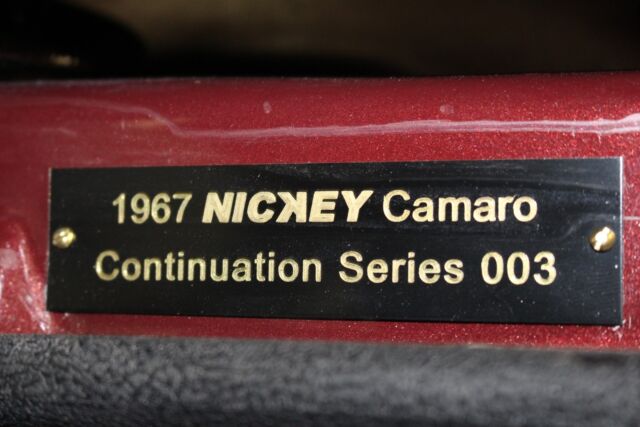 1967 NICKEY Camaro
Continuation Series 003